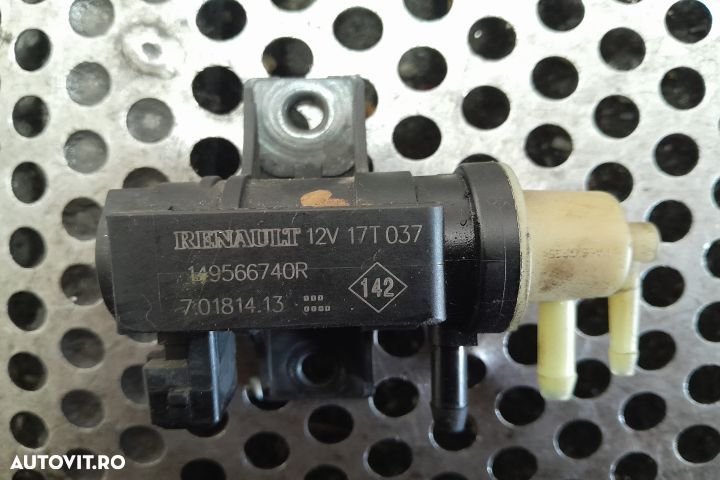 RENAULT 12V 17T 037
149566740R
7.01814.13
142
AUTOVIT.RO